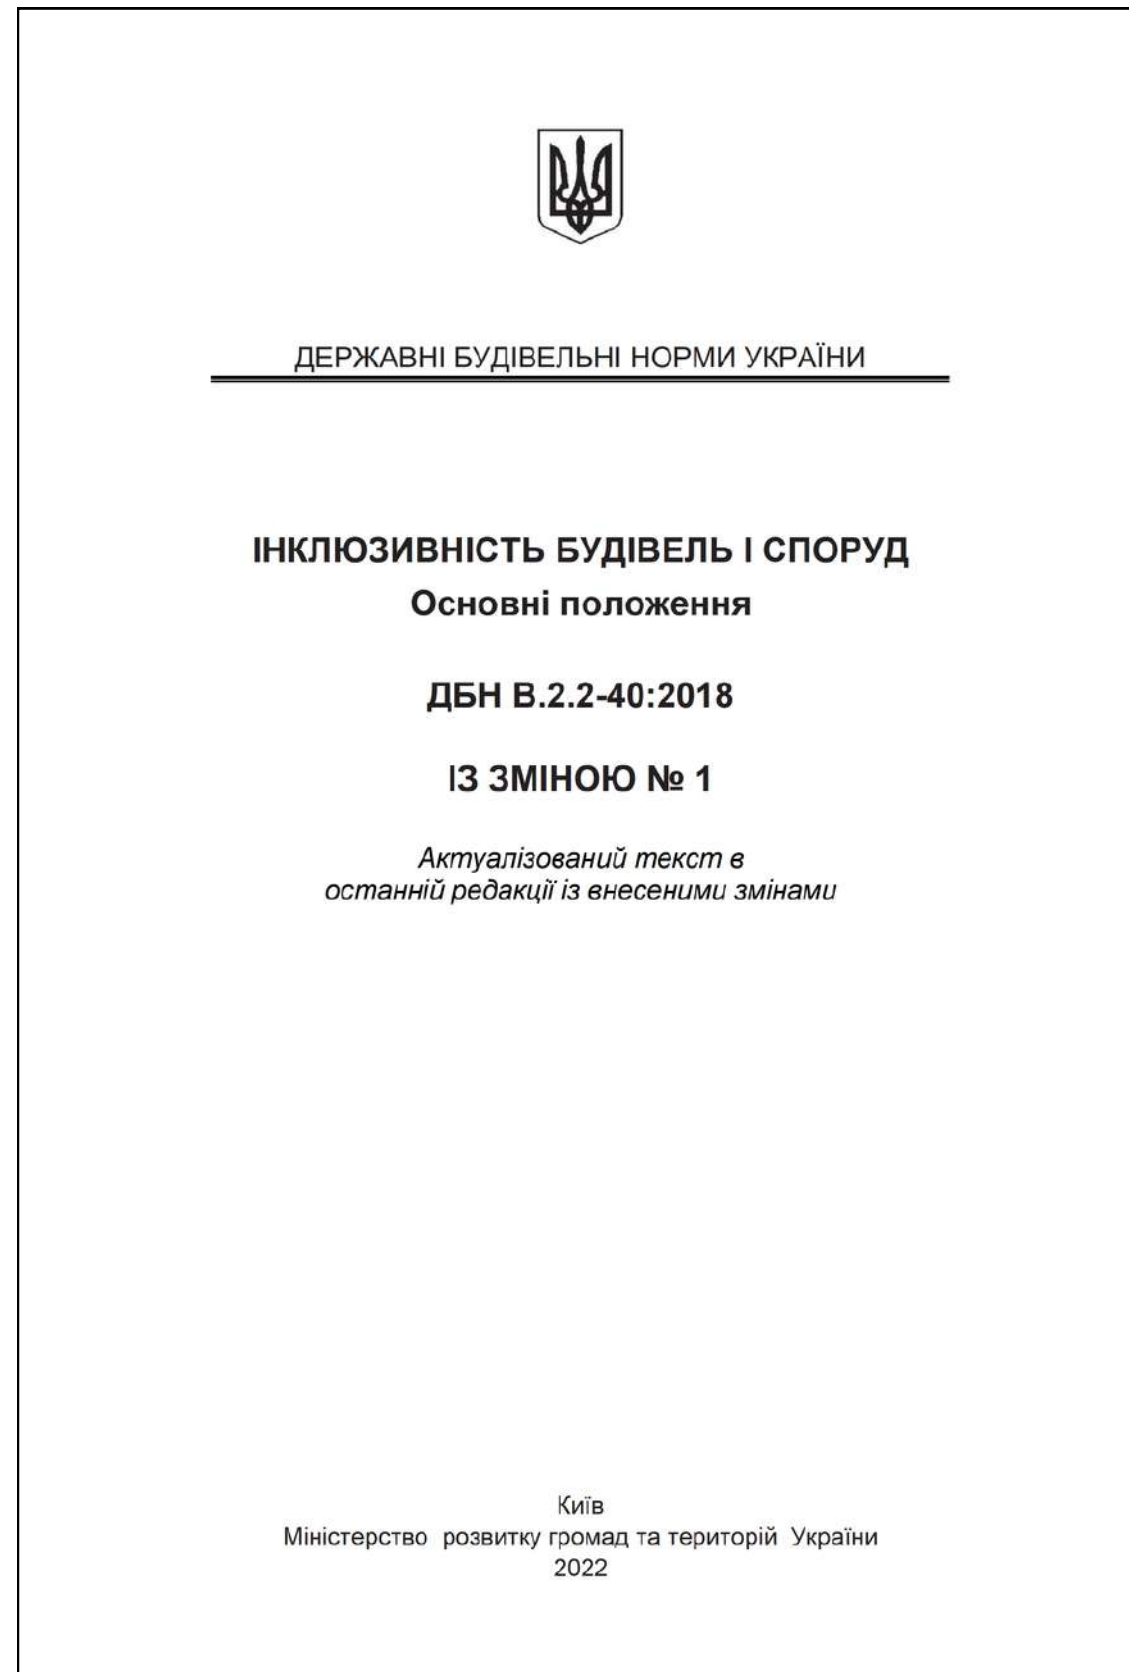 ДЕРЖАВНІ БУДІВЕЛЬНІ НОРМИ УКРАЇНИ
ІНКЛЮЗИВНІСТЬ БУДІВЕЛЬ І СПОРУД
Основні положення
ДБН В.2.2-40:2018
ІЗ ЗМІНОЮ № 1
Актуалізований текст в
останній редакції із внесеними змінами
Київ
Міністерство розвитку громад та територій України
2022